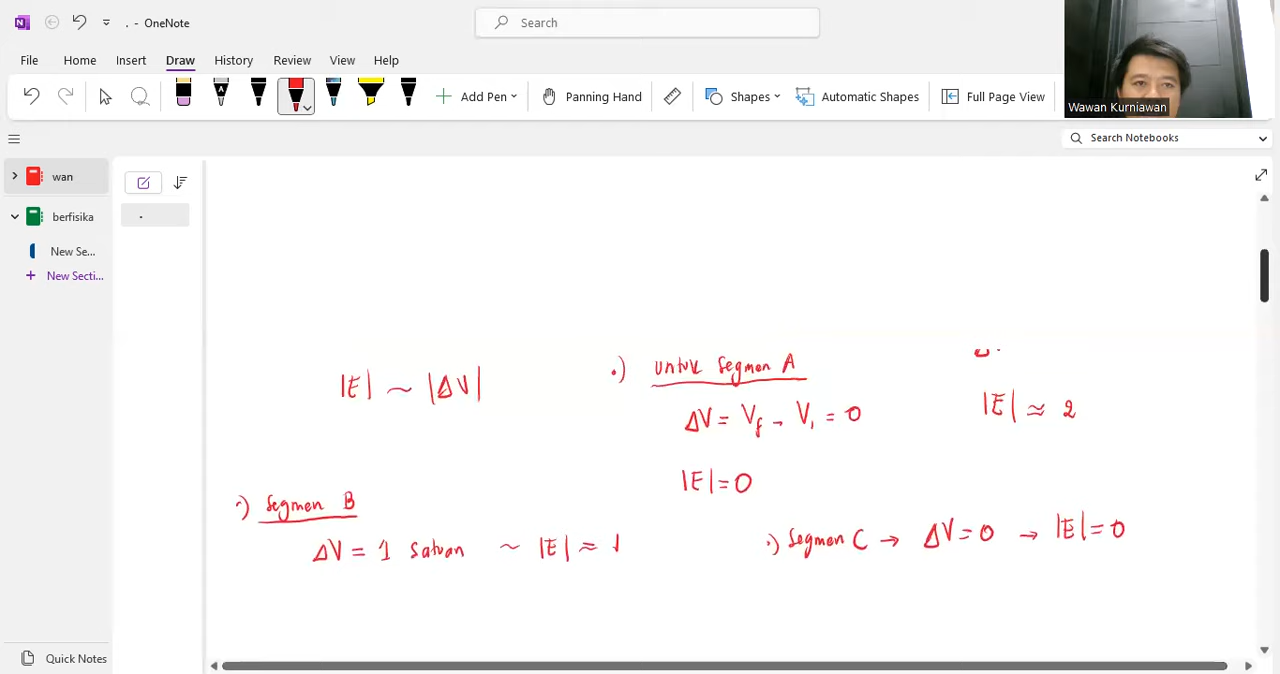 . - OneNote
Search
Wawan Kurniawan
File Home Insert Draw History Review View Help
Add Pen Panning Hand Shapes Automatic Shapes Full Page View
Search Notebooks
wan
berfisika
New Se...
New Secti...
.
|E| ~ |ΔV|
.) Untuk Segmen A
ΔV = Vf - Vi = 0
|E| = 0
|E| ≈ 2
.) Segmen B
ΔV = 1 Satuan ~ |E| ≈ 1
.) Segmen C → ΔV = 0 → |E| = 0
Quick Notes